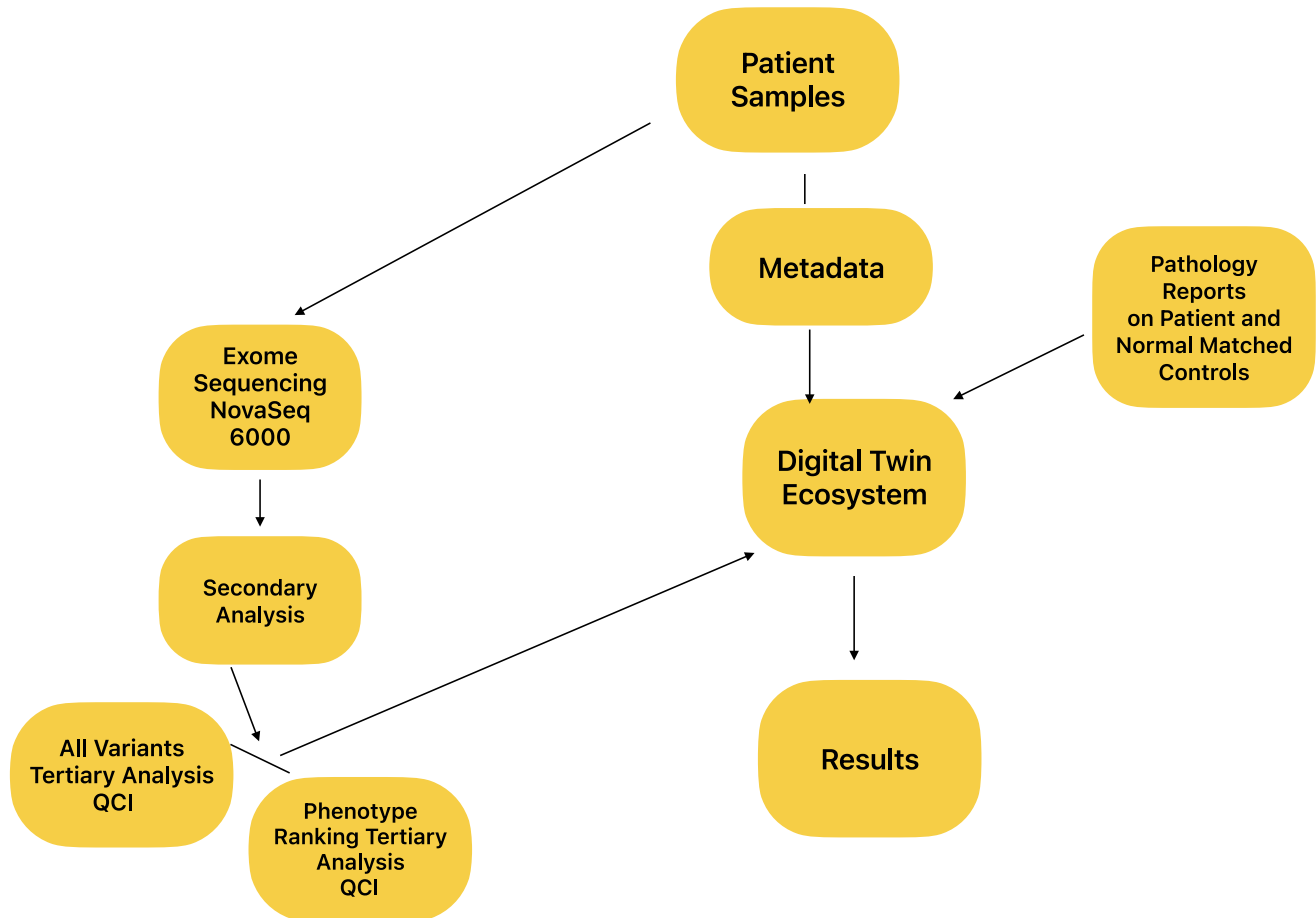 Patient
Samples
Metadata
Pathology
Reports
on Patient and
Normal Matched
Controls
Exome
Sequencing
NovaSeq
6000
Digital Twin
Ecosystem
Secondary
Analysis
All Variants
Tertiary Analysis
QCI
Phenotype
Ranking Tertiary
Analysis
QCI
Results